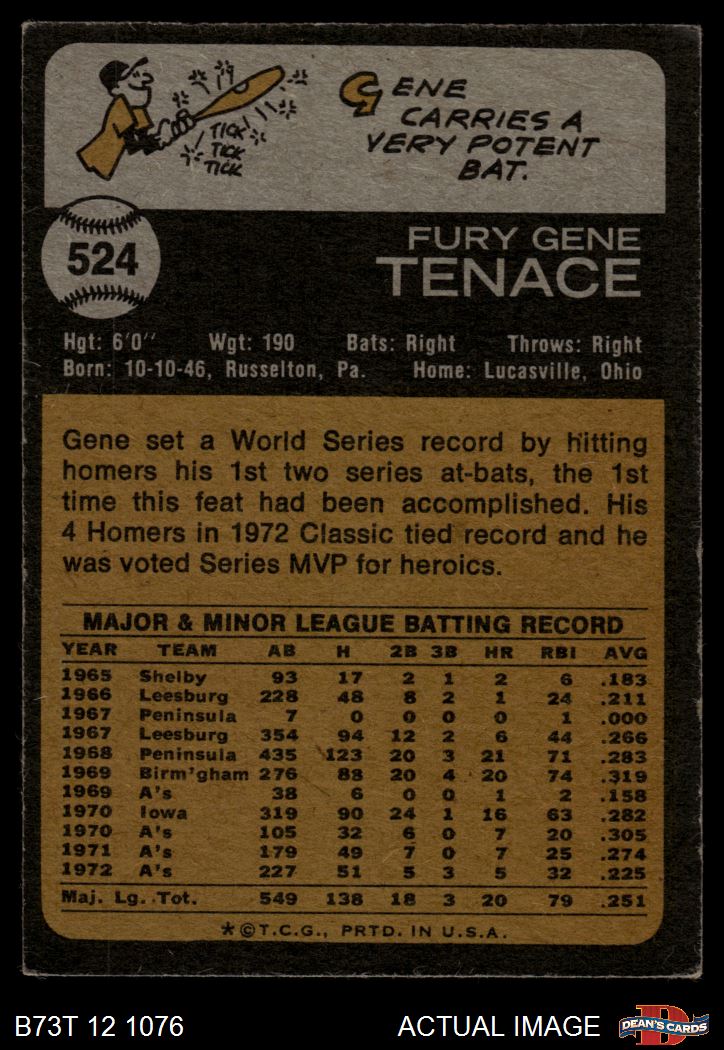 GENE
CARRIES A
VERY POTENT
BAT.
TICK
TICK
TICK
524
FURY GENE
TENACE
Hgt: 6'0" Wgt: 190 Bats: Right Throws: Right
Born: 10-10-46, Russelton, Pa. Home: Lucasville, Ohio
Gene set a World Series record by hitting
homers his 1st two series at-bats, the 1st
time this feat had been accomplished. His
4 Homers in 1972 Classic tied record and he
was voted Series MVP for heroics.
MAJOR & MINOR LEAGUE BATTING RECORD
YEAR TEAM AB H 2B 3B HR RBI AVG
1965 Shelby 93 17 2 1 2 6 .183
1966 Leesburg 228 48 8 2 1 24 .211
1967 Peninsula 7 0 0 0 0 1 .000
1967 Leesburg 354 94 12 2 6 44 .266
1968 Peninsula 435 123 20 3 21 71 .283
1969 Birm'gham 276 88 20 4 20 74 .319
1969 A's 38 6 0 0 1 2 .158
1970 Iowa 319 90 24 1 16 63 .282
1970 A's 105 32 6 0 7 20 .305
1971 A's 179 49 7 0 7 25 .274
1972 A's 227 51 5 3 5 32 .225
Maj. Lg. Tot. 549 138 18 3 20 79 .251
*©T.C.G., PRTD. IN U.S.A.
B73T 12 1076 ACTUAL IMAGE
D
DEAN'S CARDS